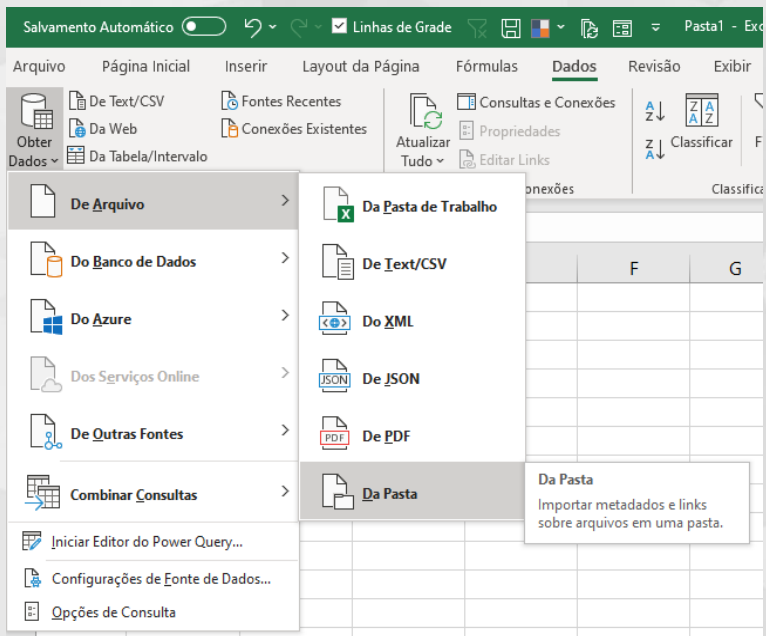 Salvamento Automático Linhas de Grade Pasta1 - Exc
Arquivo Página Inicial Inserir Layout da Página Fórmulas Dados Revisão Exibir
De Text/CSV Fontes Recentes Consultas e Conexões
Da Web Conexões Existentes Propriedades
Obter Dados Da Tabela/Intervalo Atualizar Tudo Editar Links Classificar F
onexões Classifica
De Arquivo
De Banco de Dados
Do Azure
Dos Serviços Online
De Outras Fontes
Combinar Consultas
Iniciar Editor do Power Query...
Configurações de Fonte de Dados...
Opções de Consulta
Da Pasta de Trabalho
De Text/CSV
Do XML
JSON De JSON
PDF De PDF
Da Pasta
F G
Da Pasta
Importar metadados e links
sobre arquivos em uma pasta.